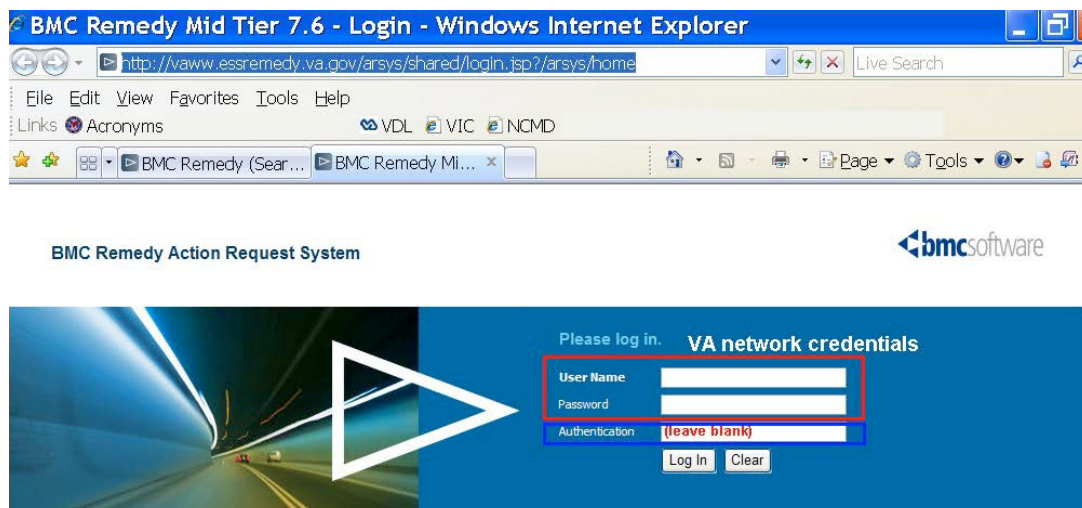 BMC Remedy Mid Tier 7.6 - Login - Windows Internet Explorer
http://vaww.essremedy.va.gov/arsys/shared/login.jsp?/arsys/home
Live Search
File Edit View Favorites Tools Help
Links Acronyms VDL VIC NCMD
BMC Remedy (Sear... BMC Remedy Mi... Page Tools
BMC Remedy Action Request System
bmcsoftware
Please log in. VA network credentials
User Name
Password
Authentication (leave blank)
Log In Clear